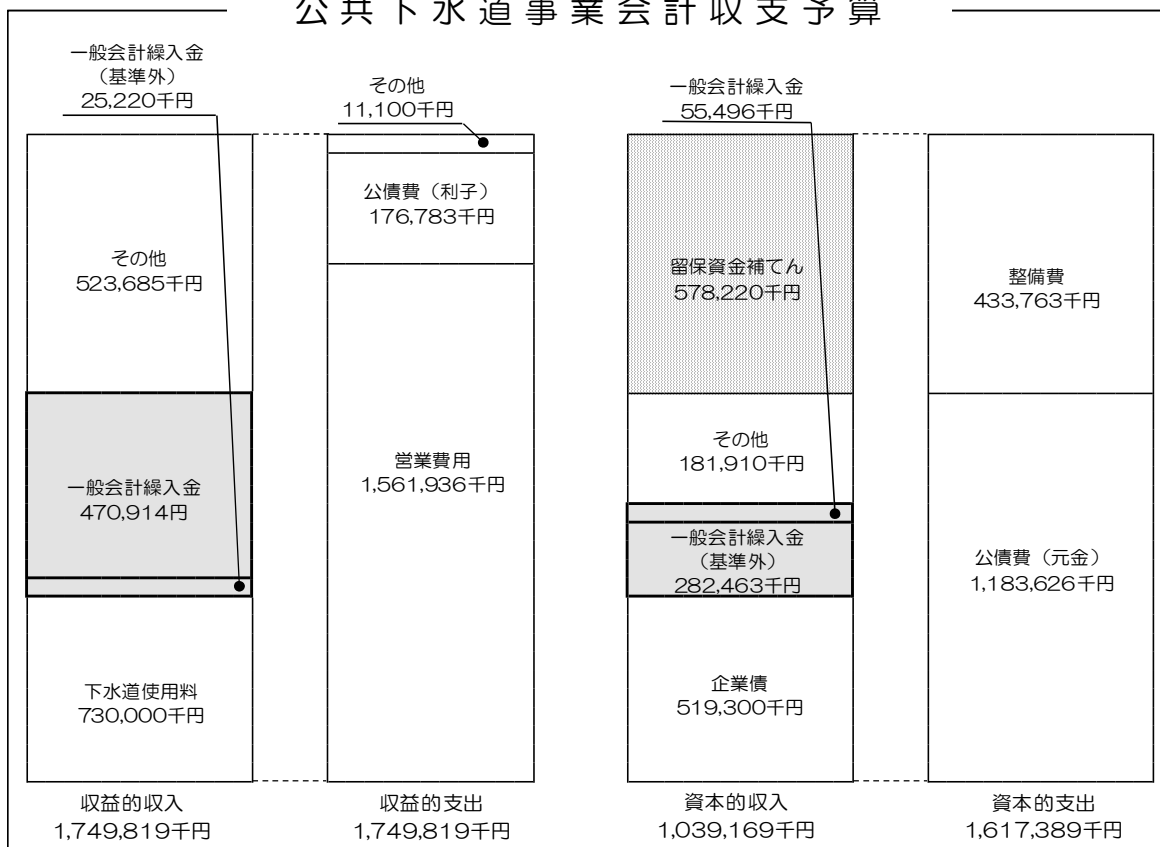 公共下水道事業会計収支予算
一般会計繰入金
（基準外）
25,220千円
その他
11,100千円
一般会計繰入金
55,496千円
その他
523,685千円
公債費（利子）
176,783千円
留保資金補てん
578,220千円
整備費
433,763千円
一般会計繰入金
470,914円
営業費用
1,561,936千円
その他
181,910千円
一般会計繰入金
（基準外）
282,463千円
公債費（元金）
1,183,626千円
下水道使用料
730,000千円
企業債
519,300千円
収益的収入
1,749,819千円
収益的支出
1,749,819千円
資本的収入
1,039,169千円
資本的支出
1,617,389千円